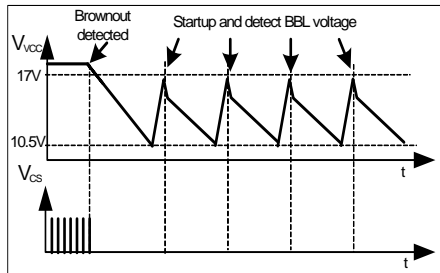 Brownout
detected
Startup and detect BBL voltage
VVCC
17V
10.5V
t
VCS
t